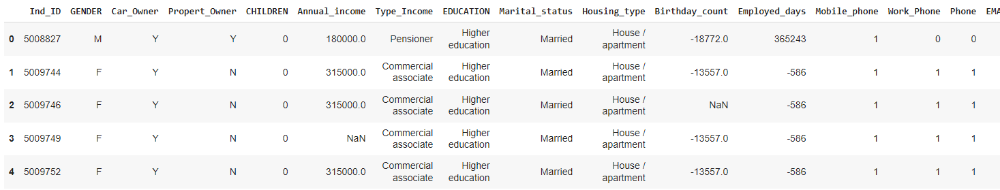 Ind_ID GENDER Car_Owner Propert_Owner CHILDREN Annual_income Type_Income EDUCATION Marital_status Housing_type Birthday_count Employed_days Mobile_phone Work_Phone Phone EMA
0 5008827 M Y Y 0 180000.0 Pensioner Higher education Married House / apartment -18772.0 365243 1 0 0
1 5009744 F Y N 0 315000.0 Commercial associate Higher education Married House / apartment -13557.0 -586 1 1 1
2 5009746 F Y N 0 315000.0 Commercial associate Higher education Married House / apartment NaN -586 1 1 1
3 5009749 F Y N 0 NaN Commercial associate Higher education Married House / apartment -13557.0 -586 1 1 1
4 5009752 F Y N 0 315000.0 Commercial associate Higher education Married House / apartment -13557.0 -586 1 1 1